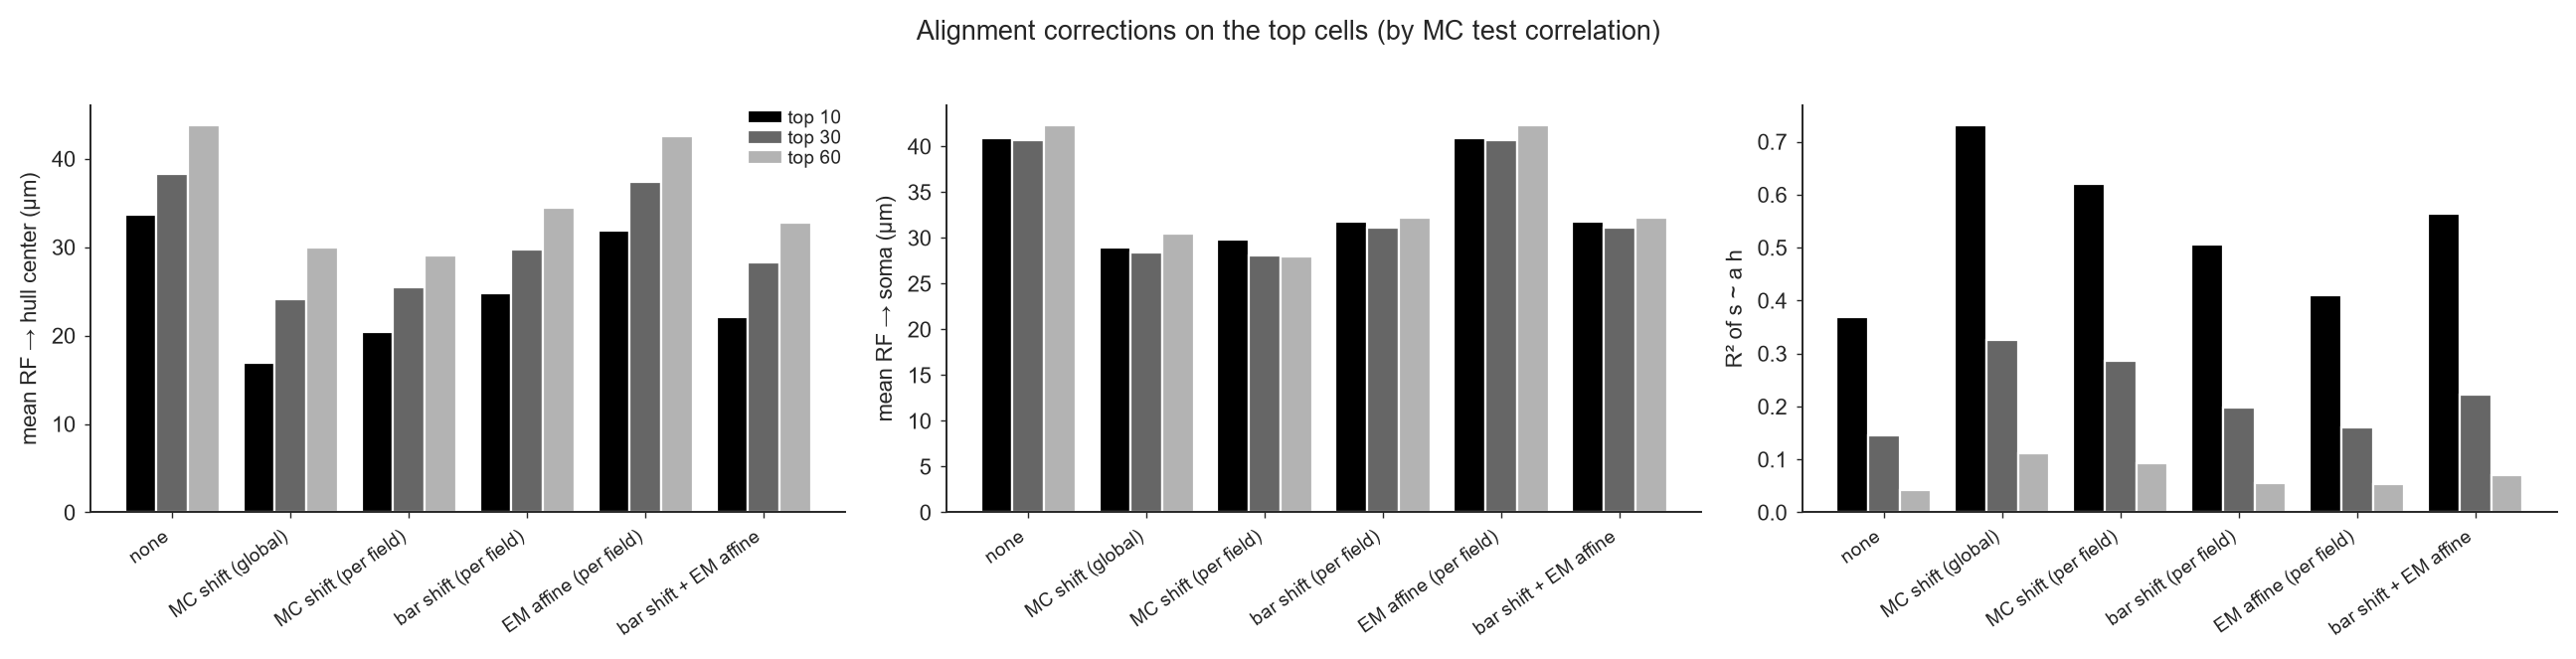 Alignment corrections on the top cells (by MC test correlation)
mean RF → hull center (μm)
40
30
20
10
0
top 10
top 30
top 60
none
MC shift (global)
MC shift (per field)
bar shift (per field)
EM affine (per field)
bar shift + EM affine
mean RF → soma (μm)
40
35
30
25
20
15
10
5
0
none
MC shift (global)
MC shift (per field)
bar shift (per field)
EM affine (per field)
bar shift + EM affine
R² of s ~ a h
0.7
0.6
0.5
0.4
0.3
0.2
0.1
0.0
none
MC shift (global)
MC shift (per field)
bar shift (per field)
EM affine (per field)
bar shift + EM affine